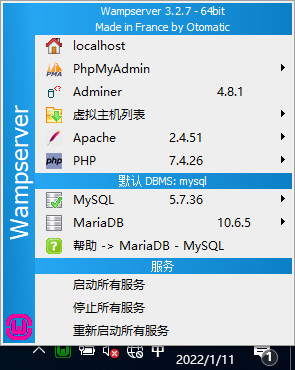 Wampserver 3.2.7 - 64bit
Made in France by Otomatic
Wampserver
localhost
PhpMyAdmin
PMA
Adminer 4.8.1
虚拟主机列表
Apache 2.4.51
php PHP 7.4.26
默认 DBMS: mysql
MySQL 5.7.36
MariaDB 10.6.5
帮助 -> MariaDB - MySQL
服务
启动所有服务
停止所有服务
重新启动所有服务
中
2022/1/11
1